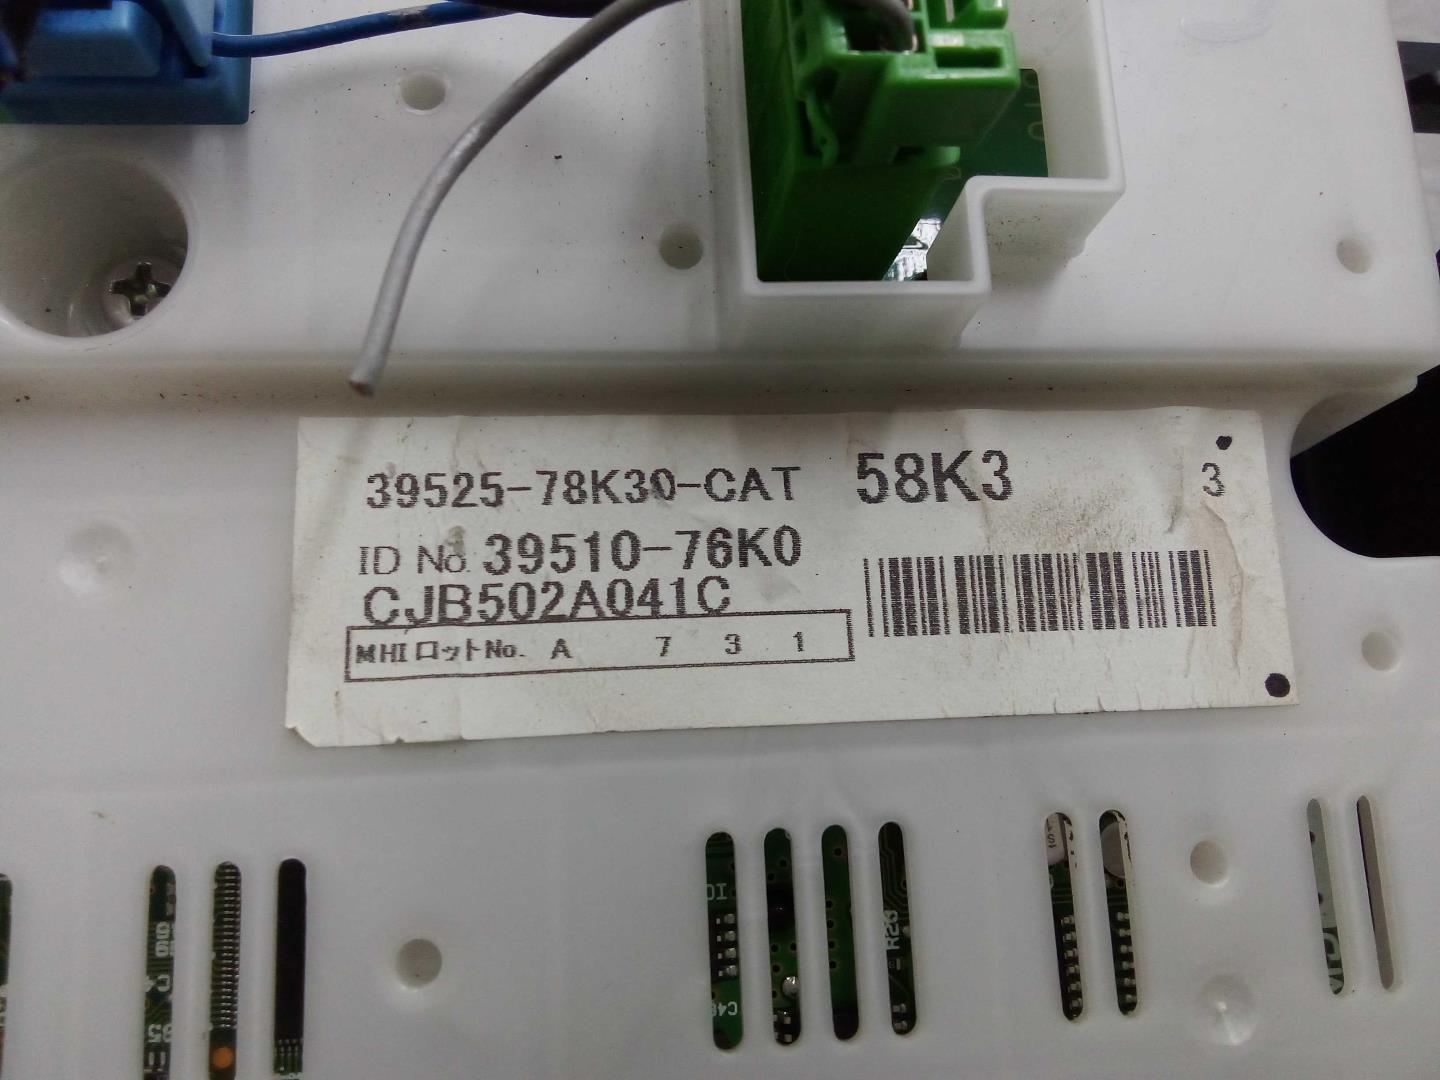 39525-78K30-CAT 58K3 3
ID No. 39510-76K0
CJB502A041C
MHIロットNo. A 7 3 1
R26